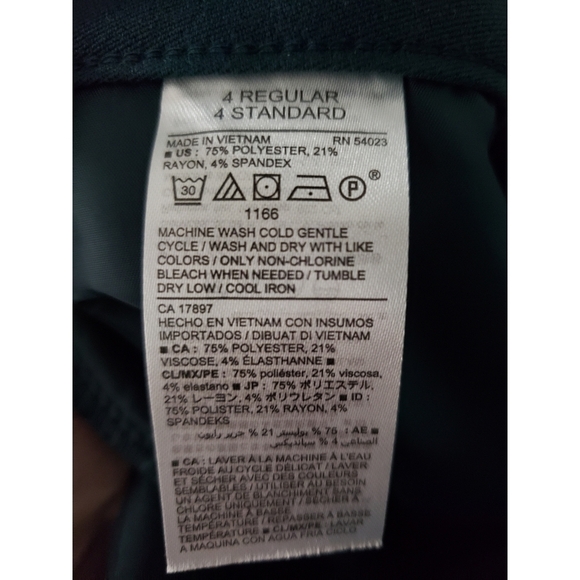 4 REGULAR
4 STANDARD
MADE IN VIETNAM RN 54023
■ US : 75% POLYESTER, 21%
RAYON, 4% SPANDEX
30 P ®
1166
MACHINE WASH COLD GENTLE
CYCLE / WASH AND DRY WITH LIKE
COLORS / ONLY NON-CHLORINE
BLEACH WHEN NEEDED / TUMBLE
DRY LOW / COOL IRON
CA 17897
HECHO EN VIETNAM CON INSUMOS
IMPORTADOS / DIBUAT DI VIETNAM
■ CA : 75% POLYESTER, 21%
VISCOSE, 4% ÉLASTHANNE ■
CL/MX/PE : 75% poliéster, 21% viscosa,
4% elastano ■ JP : 75% ポリエステル,
21% レーヨン, 4% ポリウレタン ■ ID :
75% POLISTER, 21% RAYON, 4%
SPANDEKS
■ AE : 75 % بوليستر 21 %
4 % سباندیکس
■ CA : LAVER À LA MACHINE À L'EAU
FROIDE AU CYCLE DÉLICAT / LAVER
ET SÉCHER AVEC DES COULEURS
SEMBLABLES / UTILISER AU BESOIN
UN AGENT DE BLANCHIMENT SANS
CHLORE UNIQUEMENT / SÉCHER À
LA MACHINE À BASSE
TEMPÉRATURE / REPASSER À BASSE
TEMPÉRATURE ■ CL/MX/PE : LAVAR
A MAQUINA CON AGUA FRIA CICLO